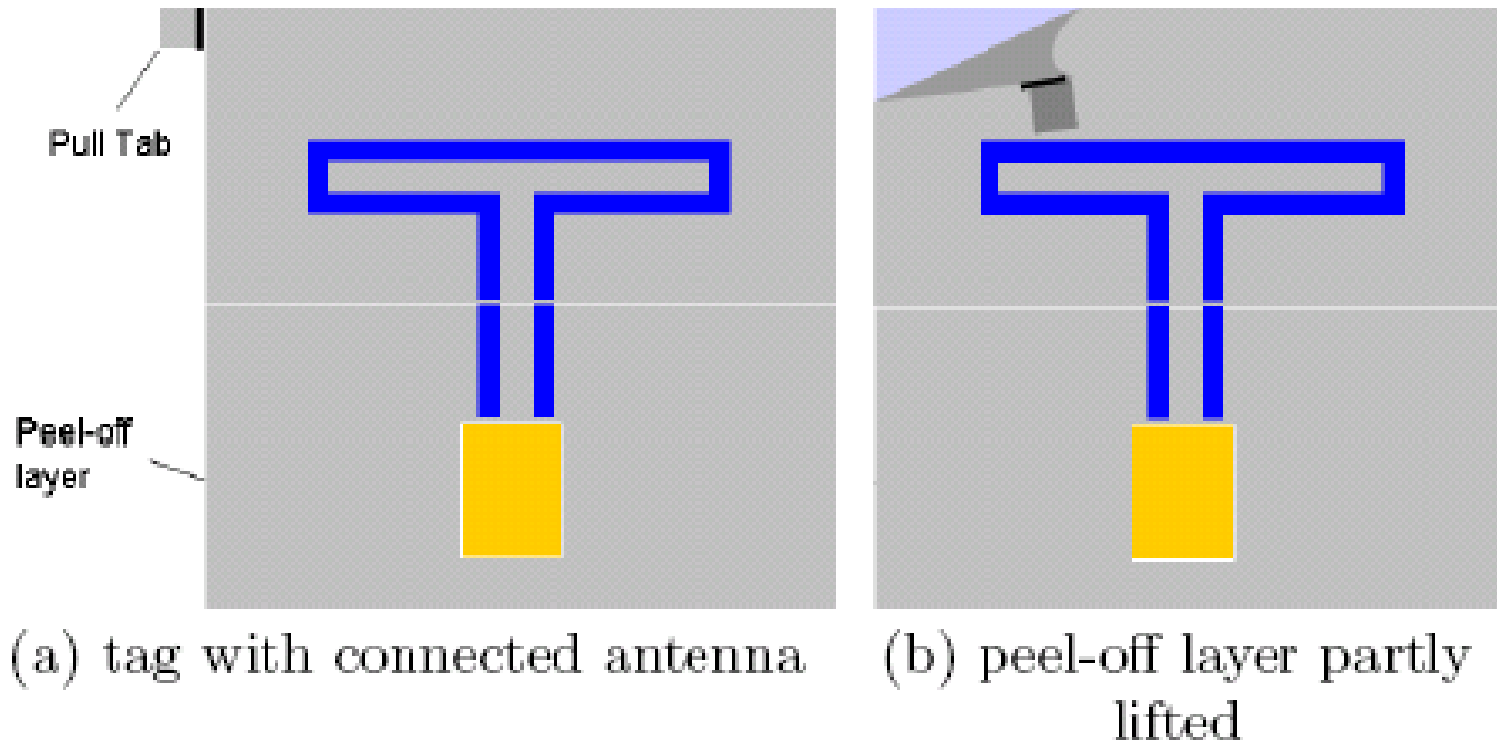 Pull Tab
Peel-off
layer
(a) tag with connected antenna
(b) peel-off layer partly
lifted